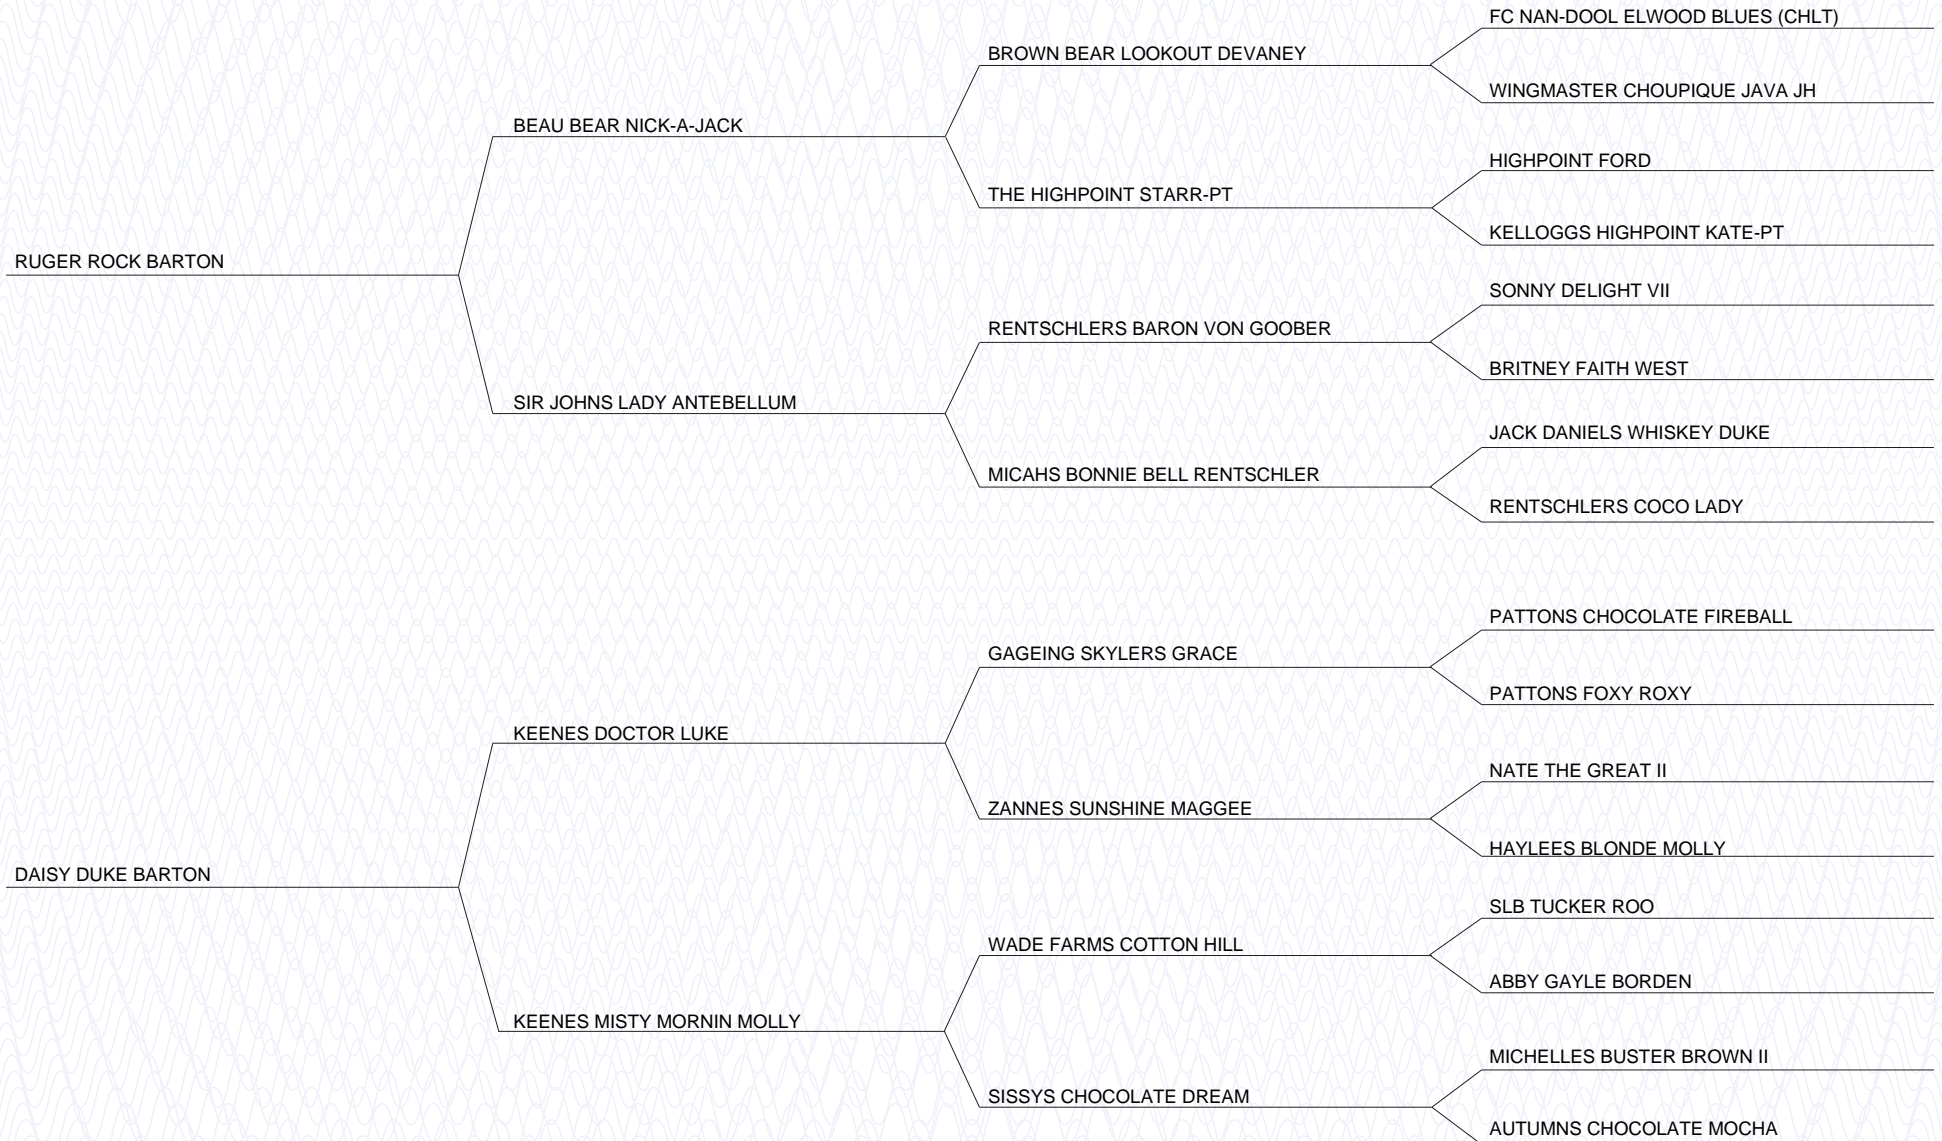 FC NAN-DOOL ELWOOD BLUES (CHLT)
BROWN BEAR LOOKOUT DEVANEY
WINGMASTER CHOUPIQUE JAVA JH
BEAU BEAR NICK-A-JACK
HIGHPOINT FORD
THE HIGHPOINT STARR-PT
KELLOGGS HIGHPOINT KATE-PT
RUGER ROCK BARTON
SONNY DELIGHT VII
RENTSCHLERS BARON VON GOOBER
BRITNEY FAITH WEST
SIR JOHNS LADY ANTEBELLUM
JACK DANIELS WHISKEY DUKE
MICAHS BONNIE BELL RENTSCHLER
RENTSCHLERS COCO LADY
PATTONS CHOCOLATE FIREBALL
GAGEING SKYLERS GRACE
PATTONS FOXY ROXY
KEENES DOCTOR LUKE
NATE THE GREAT II
ZANNES SUNSHINE MAGGEE
HAYLEES BLONDE MOLLY
DAISY DUKE BARTON
SLB TUCKER ROO
WADE FARMS COTTON HILL
ABBY GAYLE BORDEN
KEENES MISTY MORNIN MOLLY
MICHELLES BUSTER BROWN II
SISSYS CHOCOLATE DREAM
AUTUMNS CHOCOLATE MOCHA